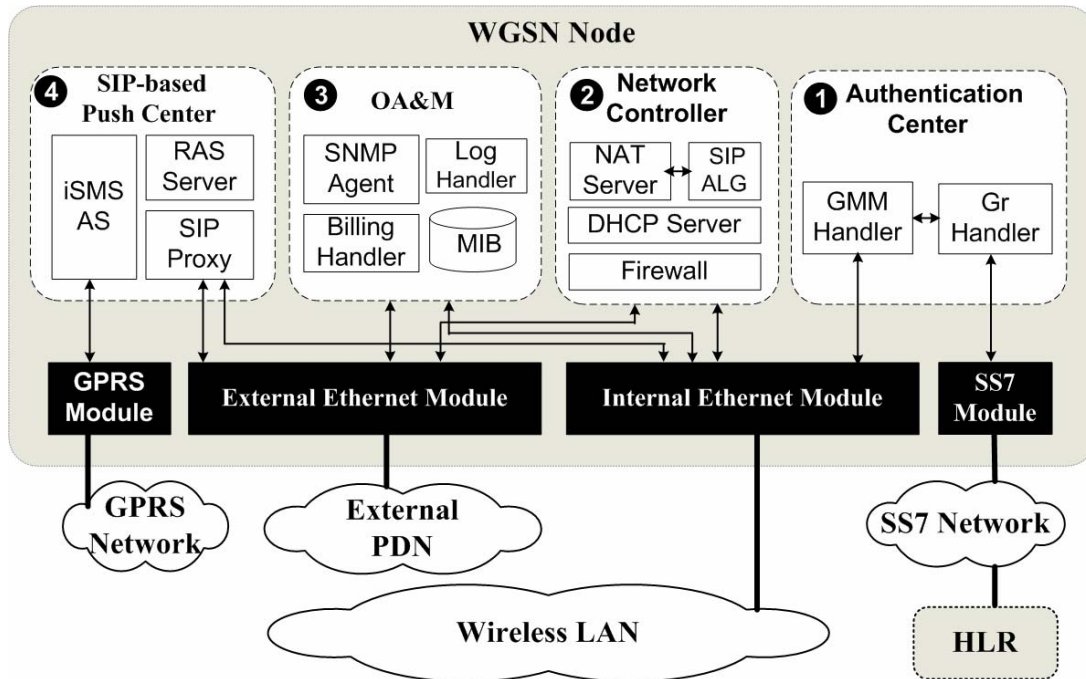 WGSN Node
4
SIP-based
Push Center
iSMS
AS
RAS
Server
SIP
Proxy
3
OA&M
SNMP
Agent
Log
Handler
Billing
Handler
MIB
2
Network
Controller
NAT
Server
SIP
ALG
DHCP Server
Firewall
1
Authentication
Center
GMM
Handler
Gr
Handler
GPRS
Module
External Ethernet Module
Internal Ethernet Module
SS7
Module
GPRS
Network
External
PDN
SS7 Network
Wireless LAN
HLR